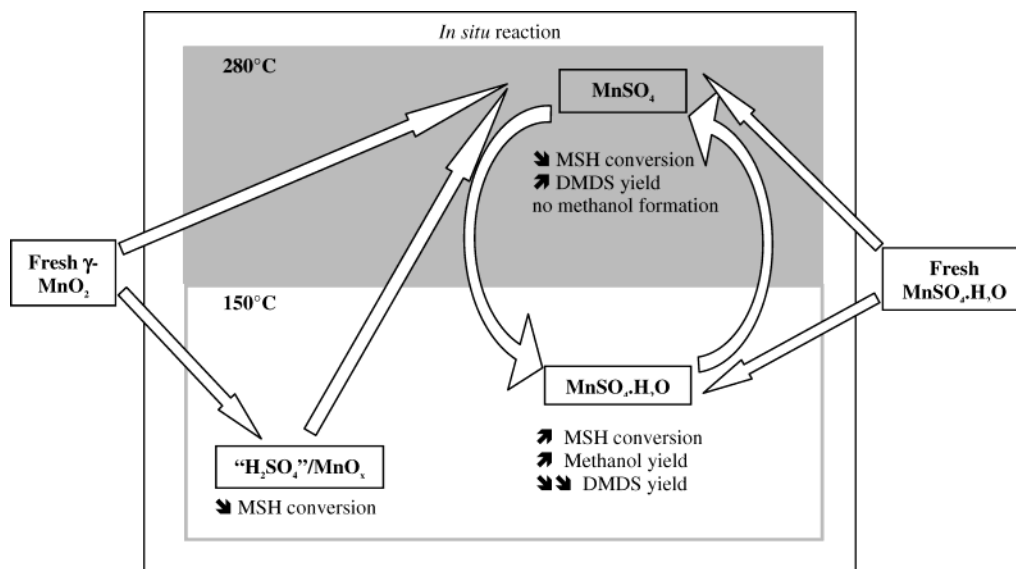 In situ reaction
280°C
MnSO₄
↘ MSH conversion
↗ DMDS yield
no methanol formation
Fresh γ-
MnO₂
Fresh
MnSO₄.H₂O
150°C
MnSO₄.H₂O
↗ MSH conversion
↗ Methanol yield
↘↘ DMDS yield
“H₂SO₄”/MnOₓ
↘ MSH conversion